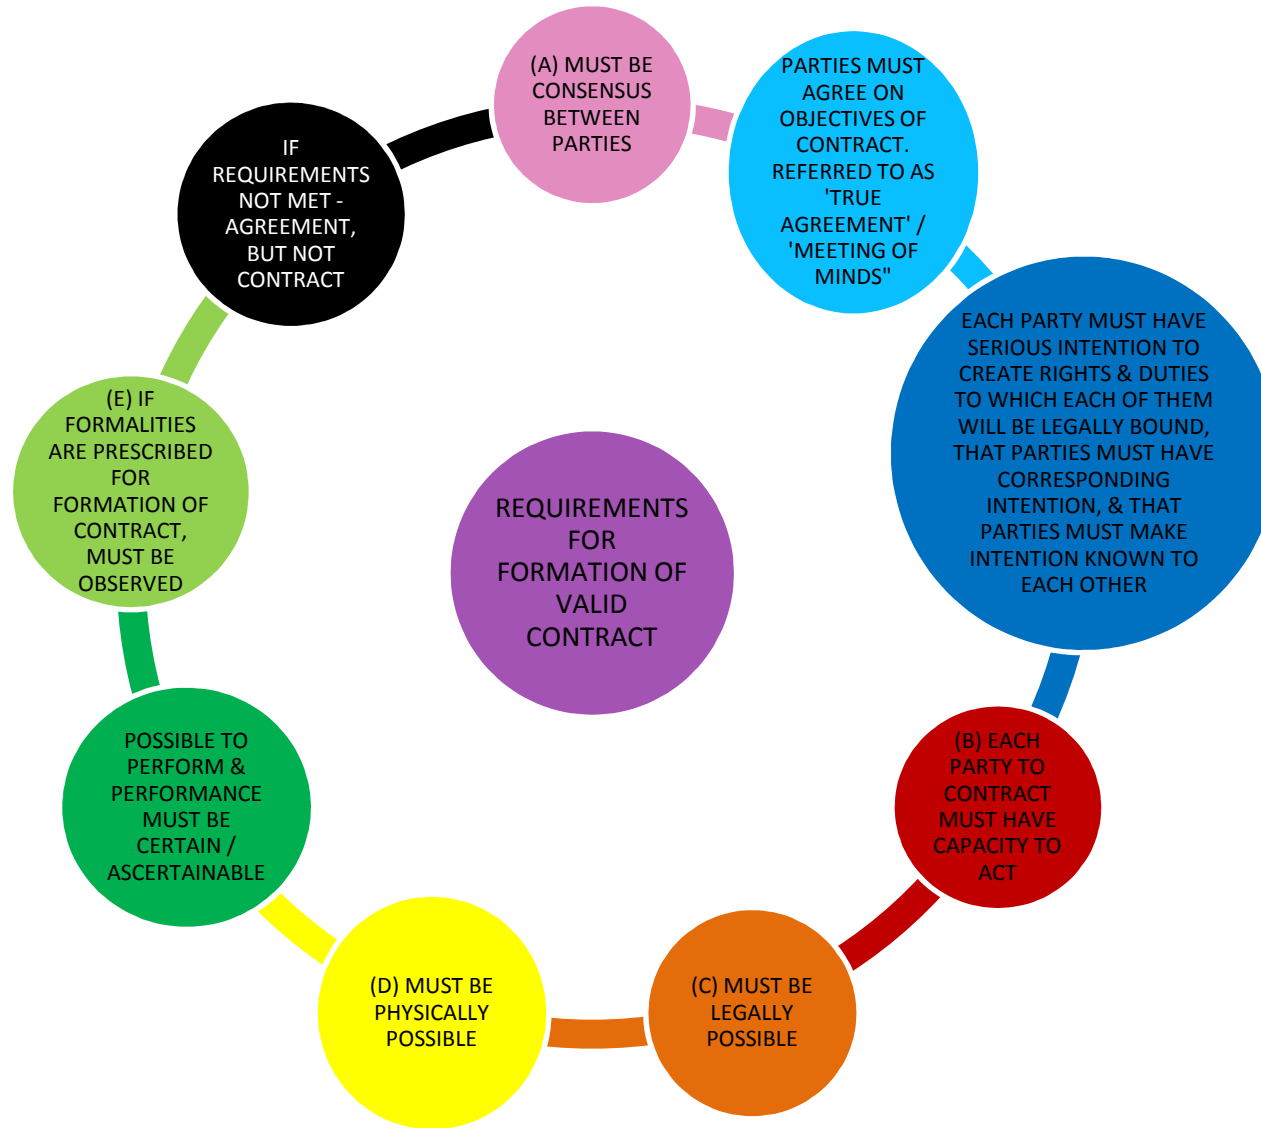 (A) MUST BE
CONSENSUS
BETWEEN
PARTIES
PARTIES MUST
AGREE ON
OBJECTIVES OF
CONTRACT.
REFERRED TO AS
'TRUE
AGREEMENT' /
'MEETING OF
MINDS"
EACH PARTY MUST HAVE
SERIOUS INTENTION TO
CREATE RIGHTS & DUTIES
TO WHICH EACH OF THEM
WILL BE LEGALLY BOUND,
THAT PARTIES MUST HAVE
CORRESPONDING
INTENTION, & THAT
PARTIES MUST MAKE
INTENTION KNOWN TO
EACH OTHER
(B) EACH
PARTY TO
CONTRACT
MUST HAVE
CAPACITY TO
ACT
(C) MUST BE
LEGALLY
POSSIBLE
(D) MUST BE
PHYSICALLY
POSSIBLE
POSSIBLE TO
PERFORM &
PERFORMANCE
MUST BE
CERTAIN /
ASCERTAINABLE
(E) IF
FORMALITIES
ARE PRESCRIBED
FOR
FORMATION OF
CONTRACT,
MUST BE
OBSERVED
IF
REQUIREMENTS
NOT MET -
AGREEMENT,
BUT NOT
CONTRACT
REQUIREMENTS
FOR
FORMATION OF
VALID
CONTRACT